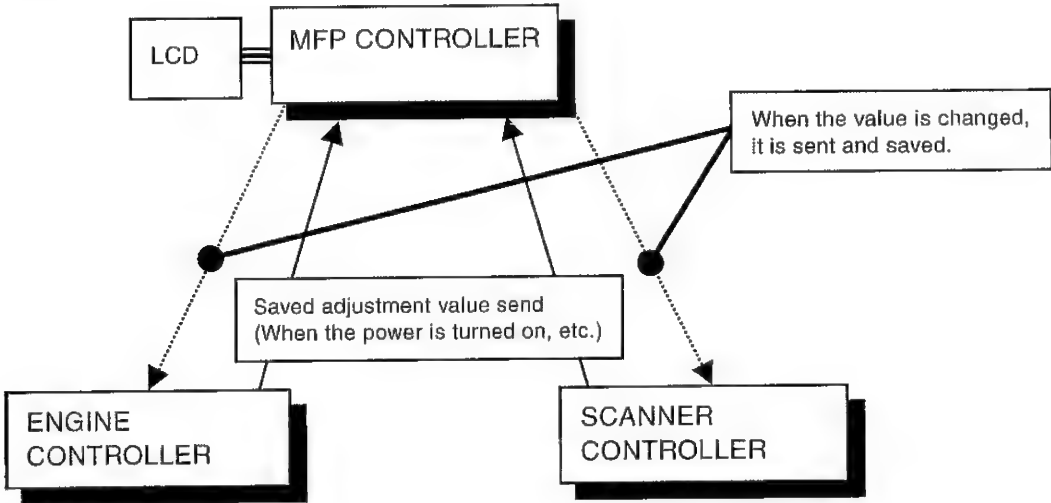 LCD
MFP CONTROLLER
When the value is changed,
it is sent and saved.
Saved adjustment value send
(When the power is turned on, etc.)
ENGINE
CONTROLLER
SCANNER
CONTROLLER